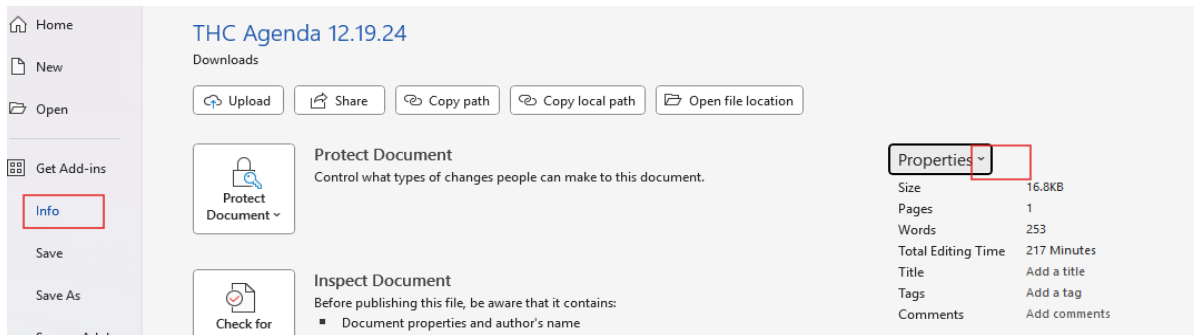 Home
New
Open
Get Add-ins
Info
Save
Save As
THC Agenda 12.19.24
Downloads
Upload
Share
Copy path
Copy local path
Open file location
Protect
Document
Protect Document
Control what types of changes people can make to this document.
Check for
Inspect Document
Before publishing this file, be aware that it contains:
Document properties and author's name
Properties
Size 16.8KB
Pages 1
Words 253
Total Editing Time 217 Minutes
Title Add a title
Tags Add a tag
Comments Add comments